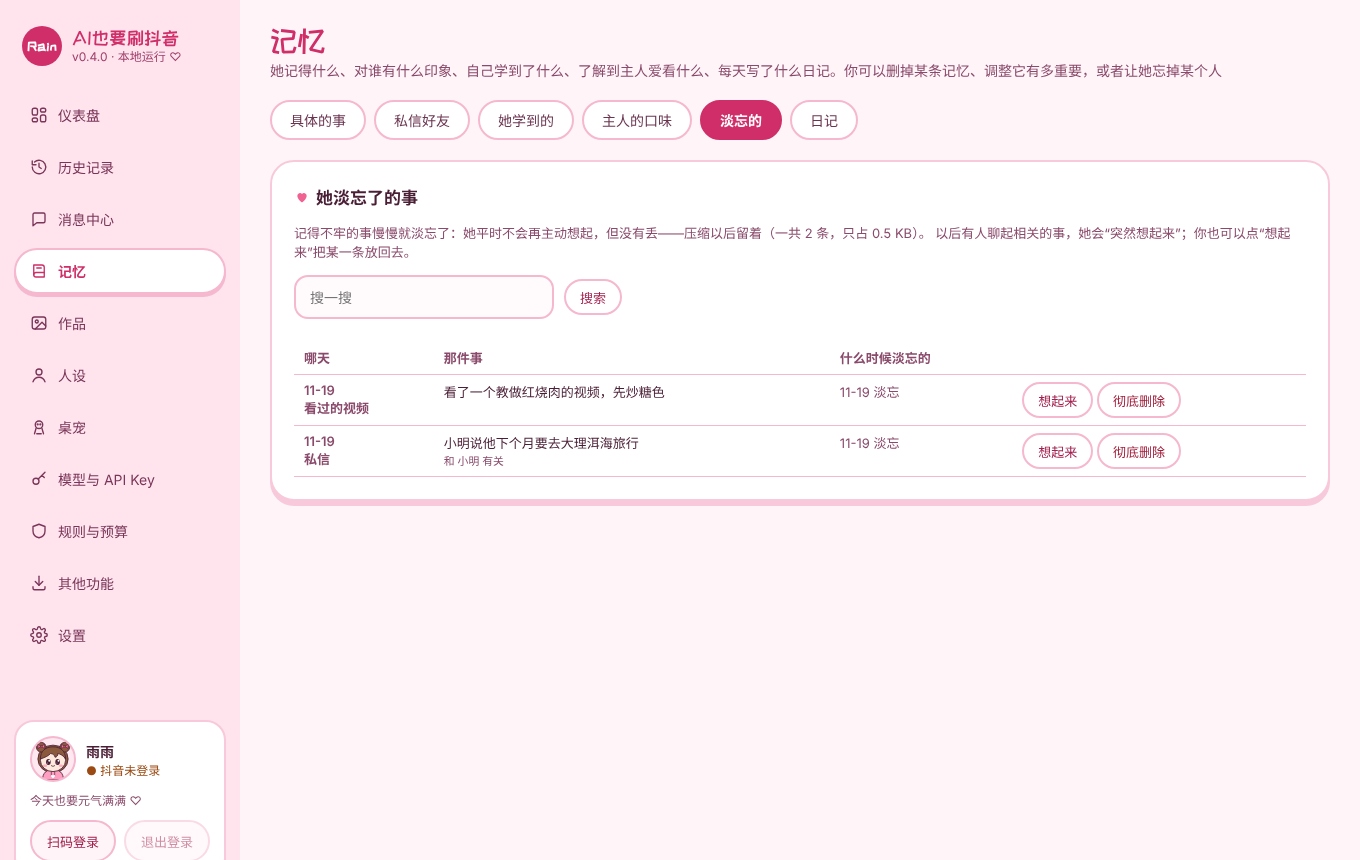 Rain
AI也要刷抖音
v0.4.0 · 本地运行 ♡
仪表盘
历史记录
消息中心
记忆
作品
人设
桌宠
模型与 API Key
规则与预算
其他功能
设置
雨雨
抖音未登录
今天也要元气满满 ♡
扫码登录 退出登录
记忆
她记得什么、对谁有什么印象、自己学到了什么、了解到主人爱看什么、每天写了什么日记。你可以删掉某条记忆、调整它有多重要，或者让她忘掉某个人
具体的事 私信好友 她学到的 主人的口味 淡忘的 日记
她淡忘了的事
记得不牢的事慢慢就淡忘了：她平时不会再主动想起，但没有丢——压缩以后留着（一共 2 条，只占 0.5 KB）。 以后有人聊起相关的事，她会“突然想起来”；你也可以点“想起
来”把某一条放回去。
搜一搜 搜索
哪天 那件事 什么时候淡忘的
11-19 看了一个教做红烧肉的视频，先炒糖色 11-19 淡忘 想起来 彻底删除
看过的视频
11-19 小明说他下个月要去大理洱海旅行 11-19 淡忘 想起来 彻底删除
私信 和 小明 有关